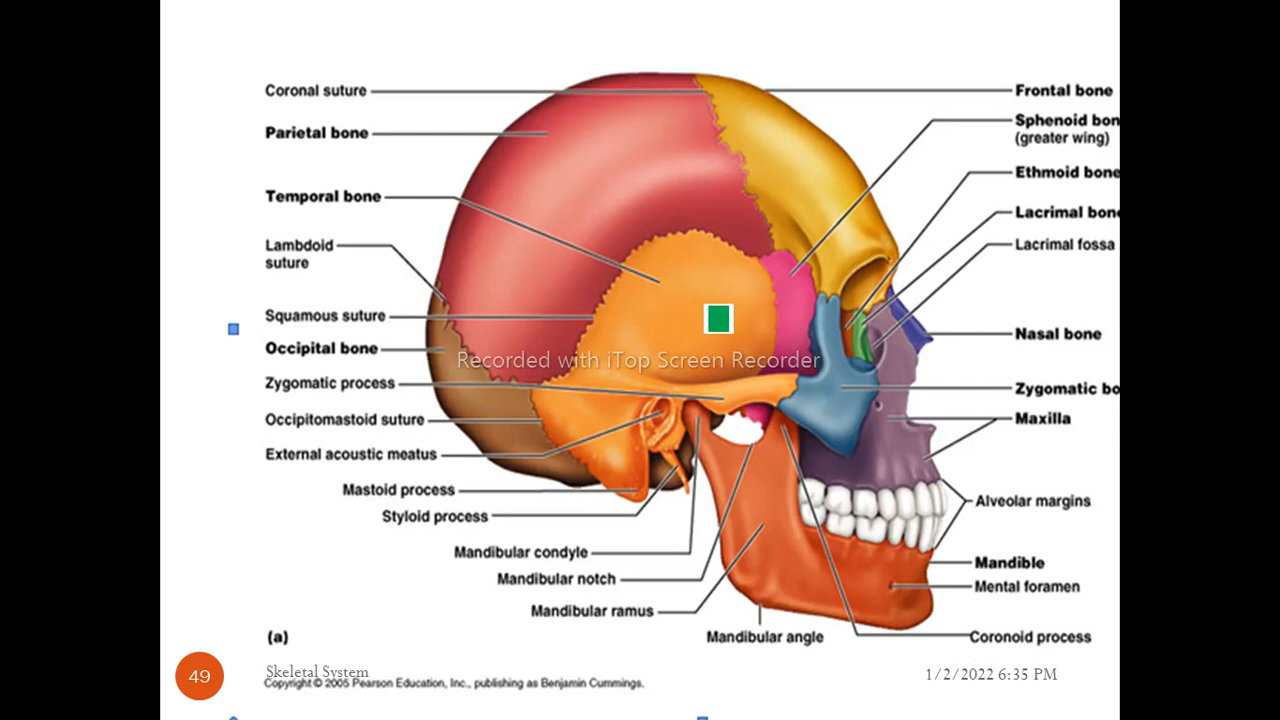 Coronal suture
Parietal bone
Temporal bone
Lambdoid
suture
Squamous suture
Occipital bone
Zygomatic process
Occipitomastoid suture
External acoustic meatus
Mastoid process
Styloid process
Mandibular condyle
Mandibular notch
Mandibular ramus
Mandibular angle
Frontal bone
Sphenoid bon
(greater wing)
Ethmoid bone
Lacrimal bon
Lacrimal fossa
Nasal bone
Zygomatic bo
Maxilla
Alveolar margins
Mandible
Mental foramen
Coronoid process
Recorded with iTop Screen Recorder
(a)
49
Skeletal System
1/2/2022 6:35 PM
Copyright © 2005 Pearson Education, Inc., publishing as Benjamin Cummings.